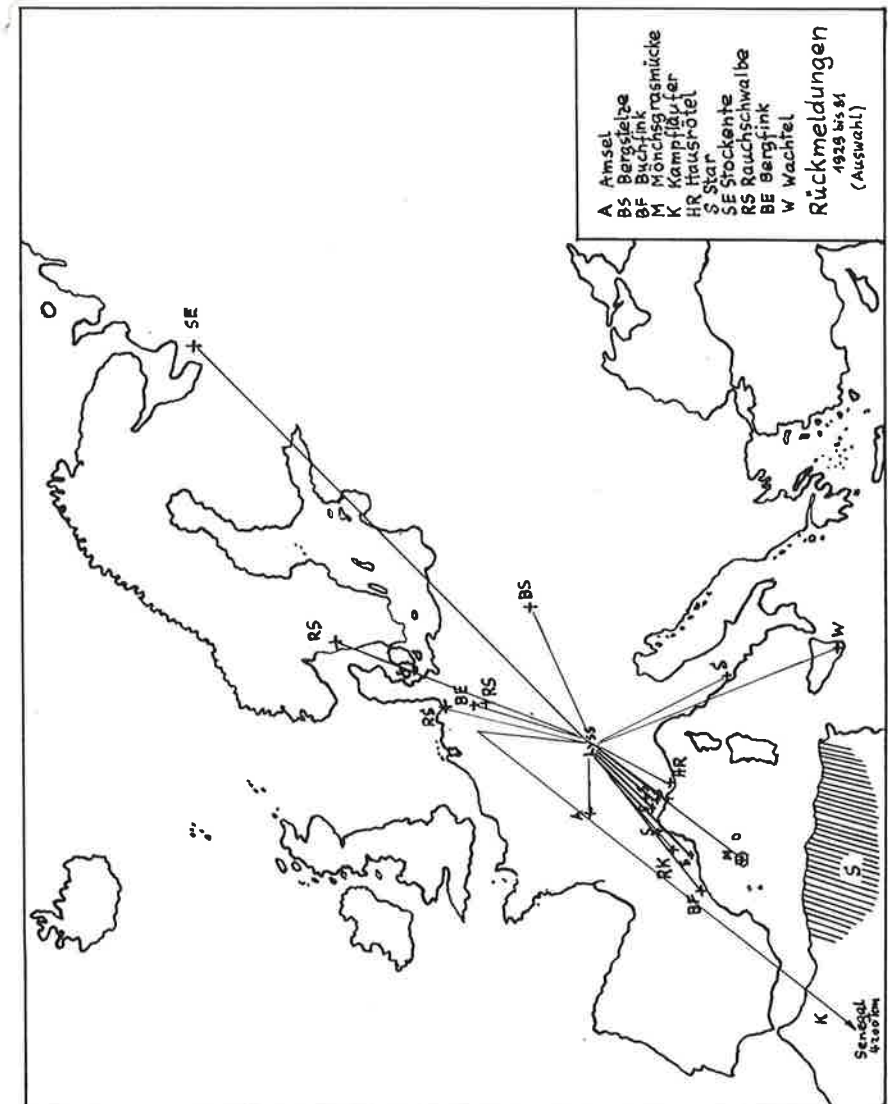 A Amsel
BS Bergstelze
BF Buchfink
M Mönchsgrasmücke
K Kampfläufer
HR Hausrötel
S Star
SE Stockente
RS Rauchschwalbe
BE Bergfink
W Wachtel
Rückmeldungen
1929 bis 81
(Auswahl)
SE
RS
BS
BE
RS
RS
Lyss
A
S
W
HR
S
RK
BF
M
S
K
Senegal
4200 km